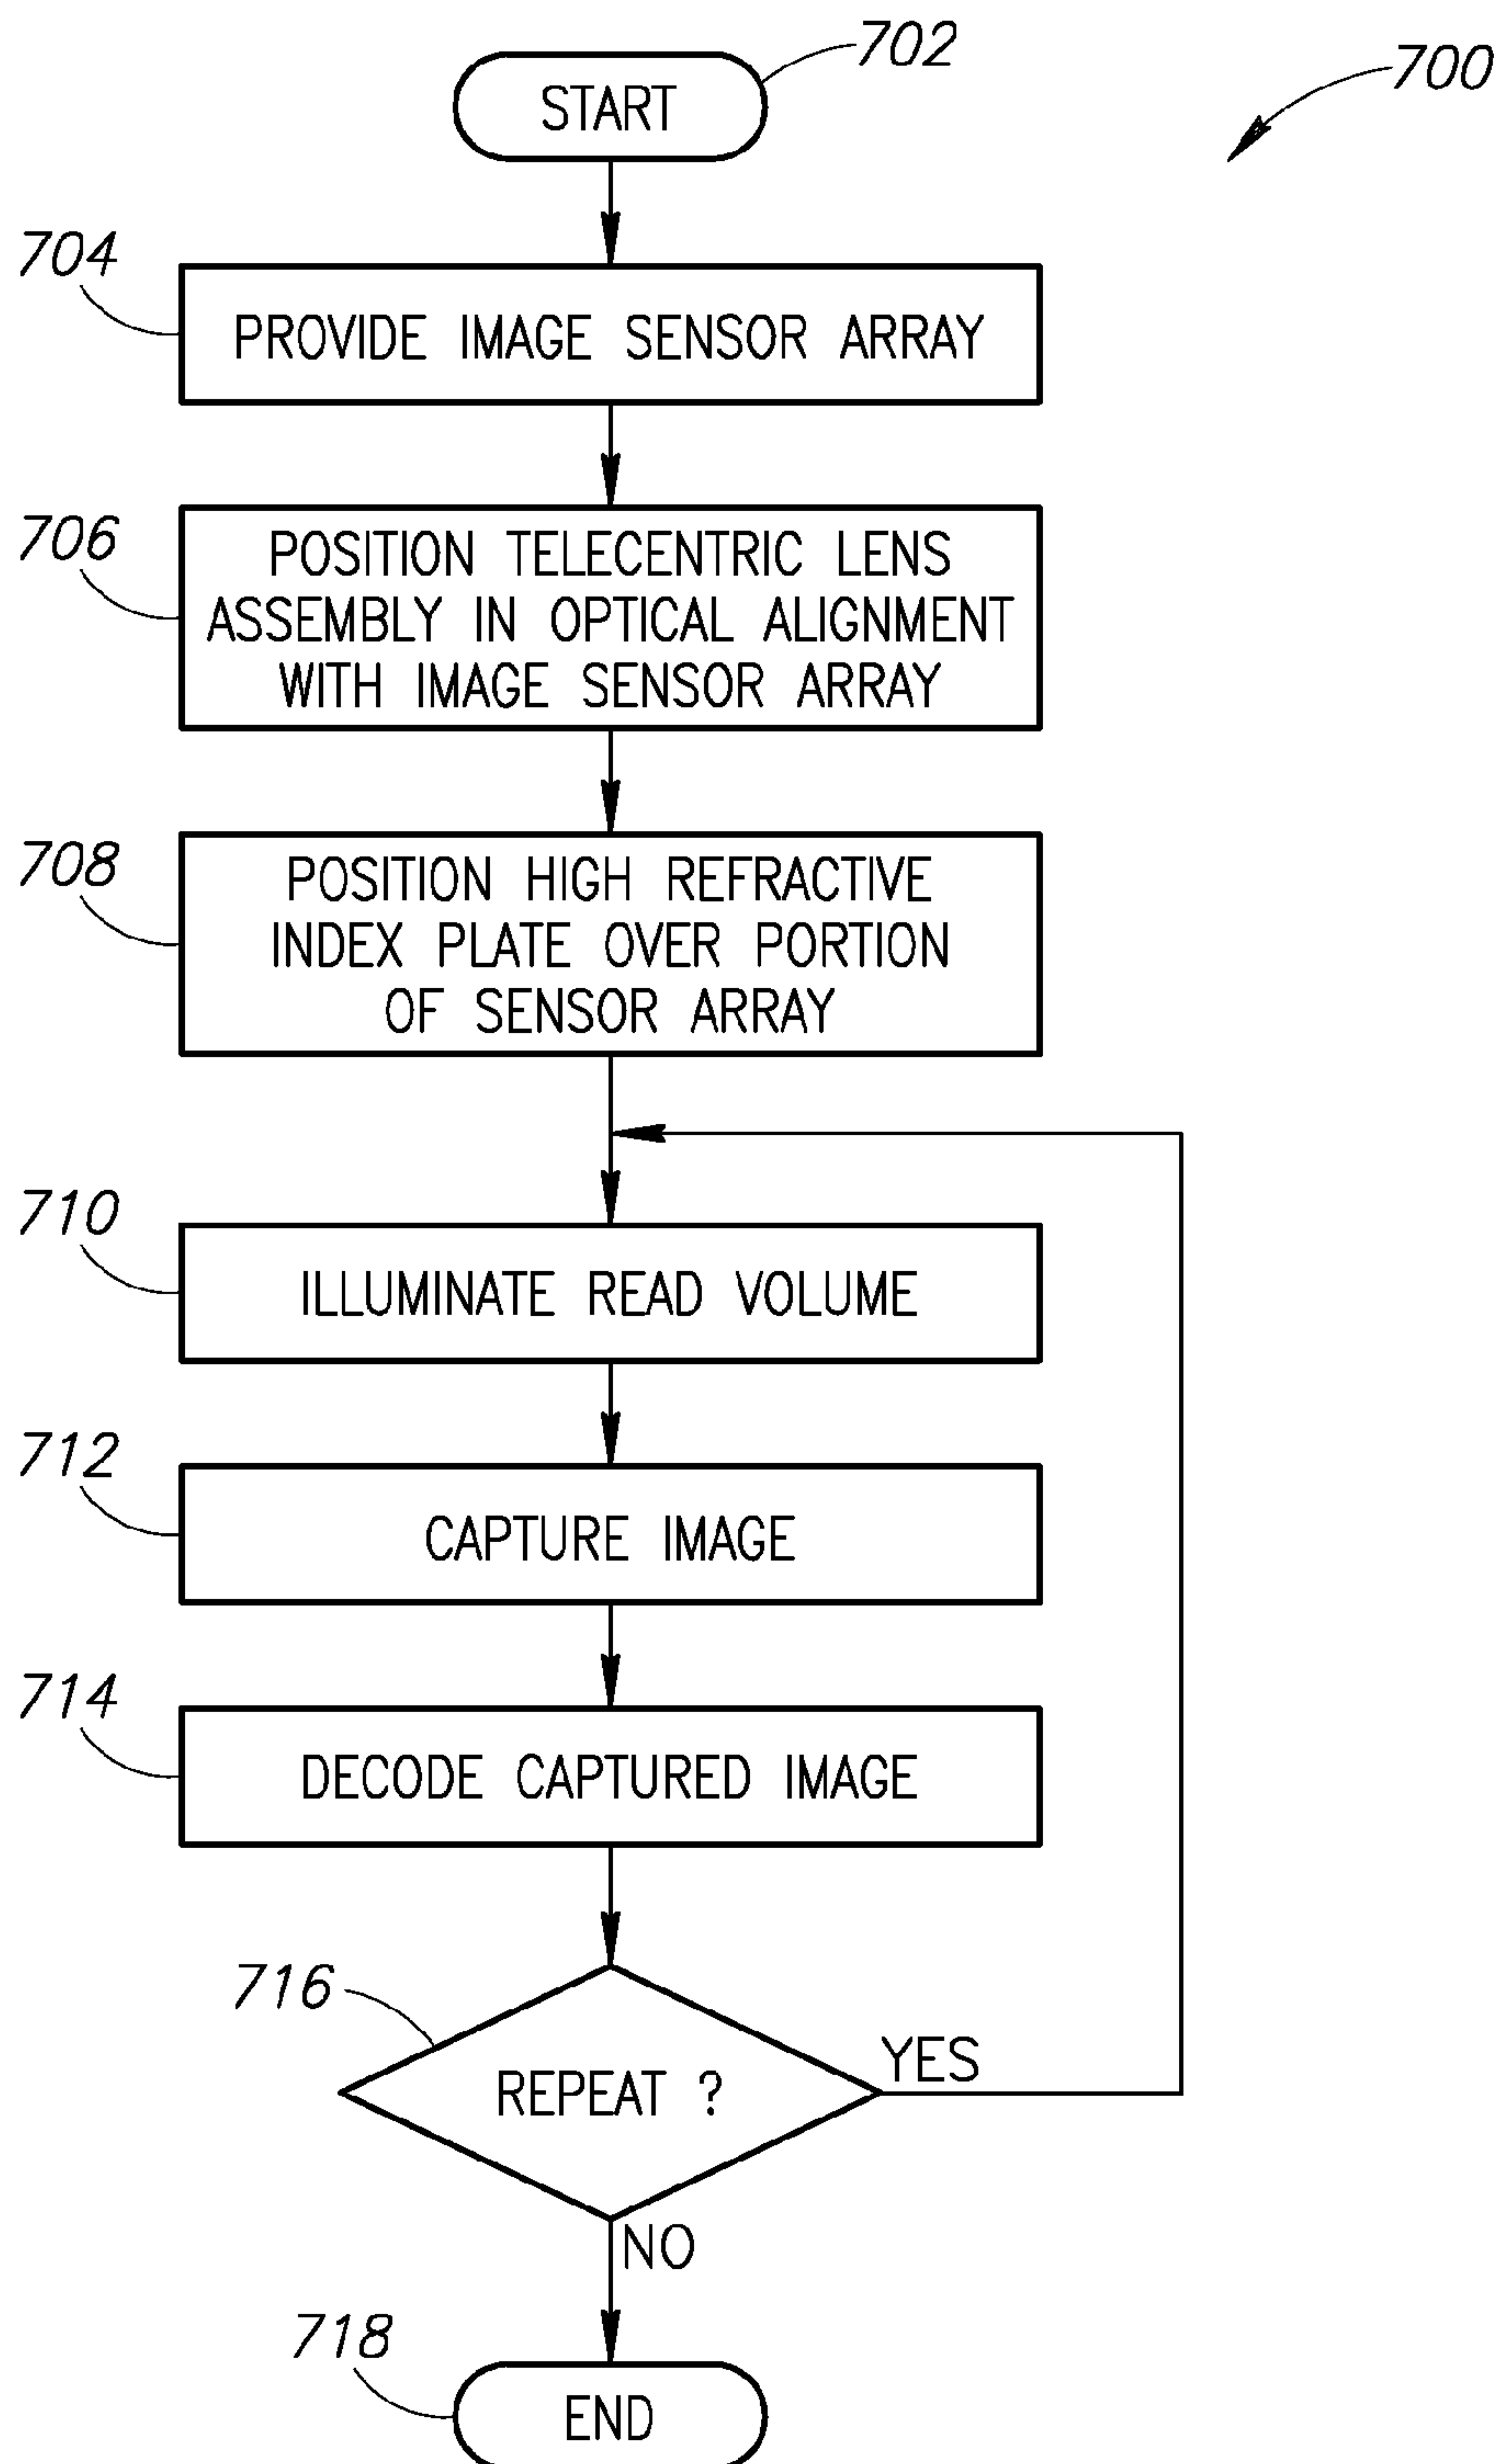 702
START
700
704
PROVIDE IMAGE SENSOR ARRAY
706
POSITION TELECENTRIC LENS
ASSEMBLY IN OPTICAL ALIGNMENT
WITH IMAGE SENSOR ARRAY
708
POSITION HIGH REFRACTIVE
INDEX PLATE OVER PORTION
OF SENSOR ARRAY
710
ILLUMINATE READ VOLUME
712
CAPTURE IMAGE
714
DECODE CAPTURED IMAGE
716
REPEAT ?
YES
NO
718
END